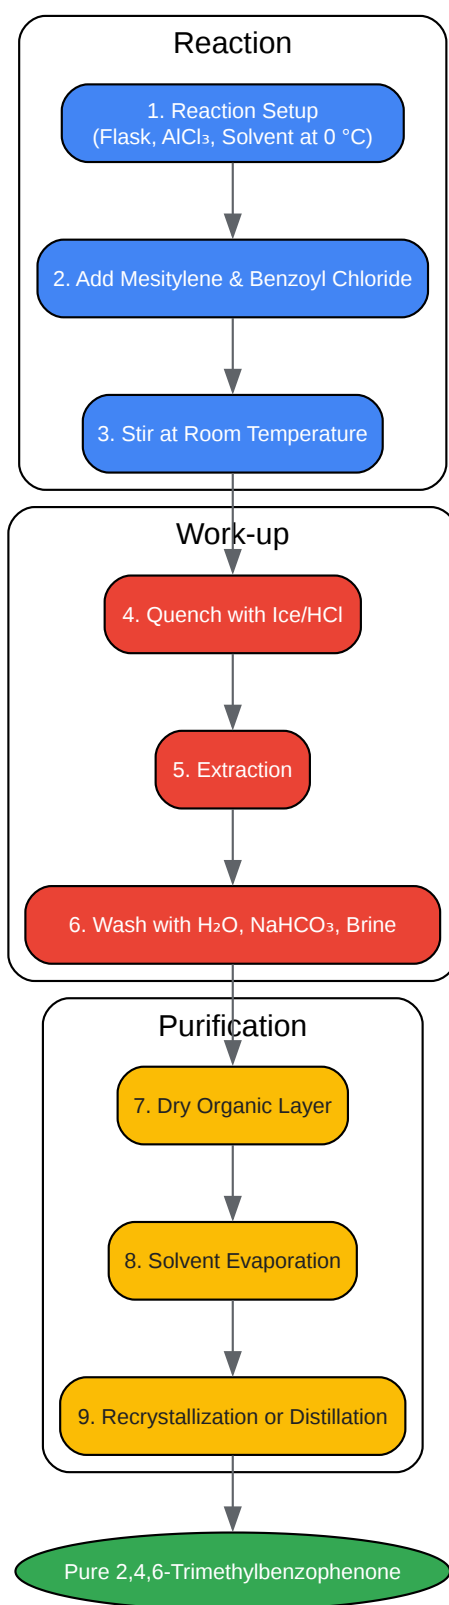 Reaction
1. Reaction Setup
(Flask, AlCl₃, Solvent at 0 °C)
2. Add Mesitylene & Benzoyl Chloride
3. Stir at Room Temperature
Work-up
4. Quench with Ice/HCl
5. Extraction
6. Wash with H₂O, NaHCO₃, Brine
Purification
7. Dry Organic Layer
8. Solvent Evaporation
9. Recrystallization or Distillation
Pure 2,4,6-Trimethylbenzophenone